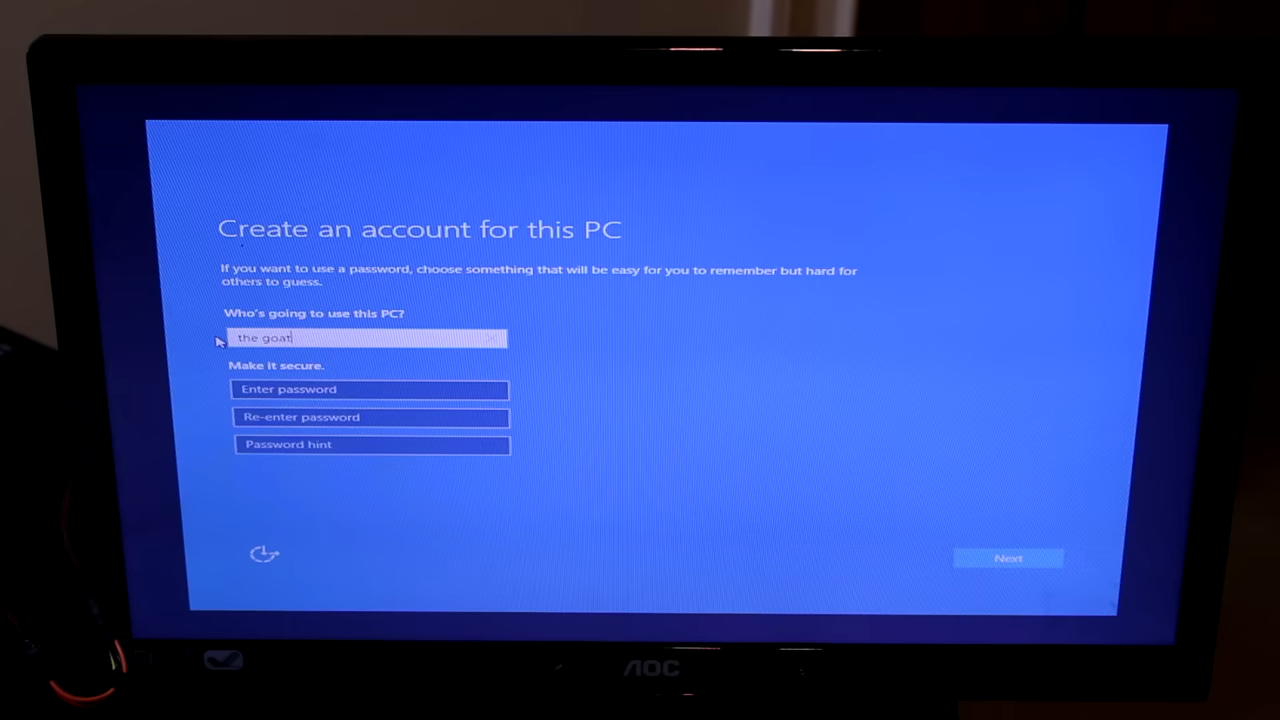 Create an account for this PC
If you want to use a password, choose something that will be easy for you to remember but hard for
others to guess.
Who's going to use this PC?
the goat
Make it secure.
Enter password
Re-enter password
Password hint
Next
AOC